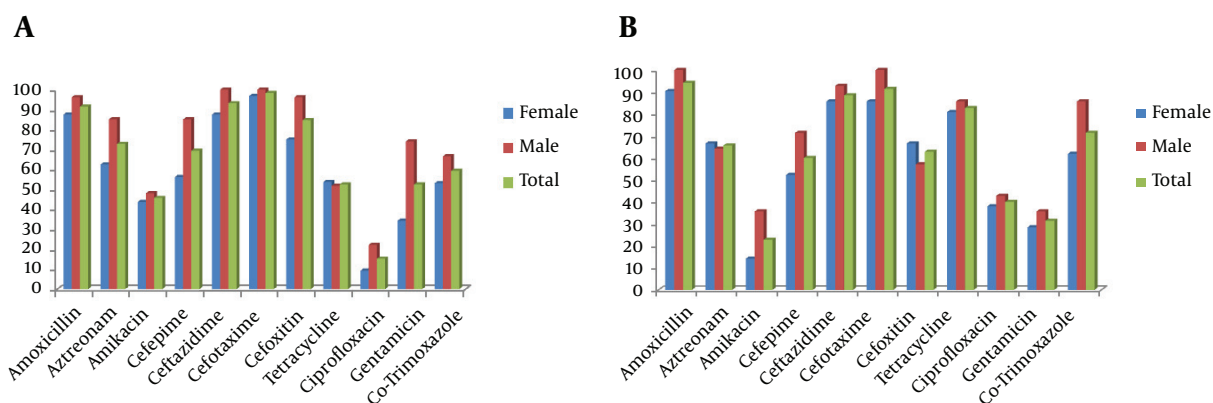 A
100
90
80
70
60
50
40
30
20
10
0
Amoxicillin
Aztreonam
Amikacin
Cefepime
Ceftazidime
Cefotaxime
Cefoxitin
Tetracycline
Ciprofloxacin
Gentamicin
Co-Trimoxazole
Female
Male
Total
B
100
90
80
70
60
50
40
30
20
10
0
Amoxicillin
Aztreonam
Amikacin
Cefepime
Ceftazidime
Cefotaxime
Cefoxitin
Tetracycline
Ciprofloxacin
Gentamicin
Co-Trimoxazole
Female
Male
Total